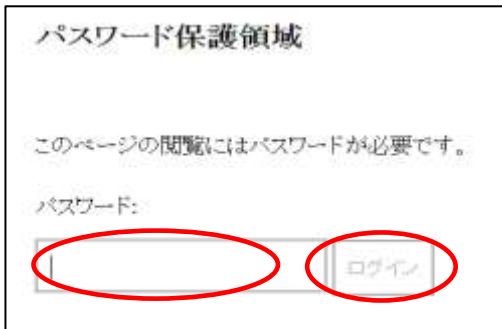 パスワード保護領域
このページの閲覧にはパスワードが必要です。
パスワード:
ログイン